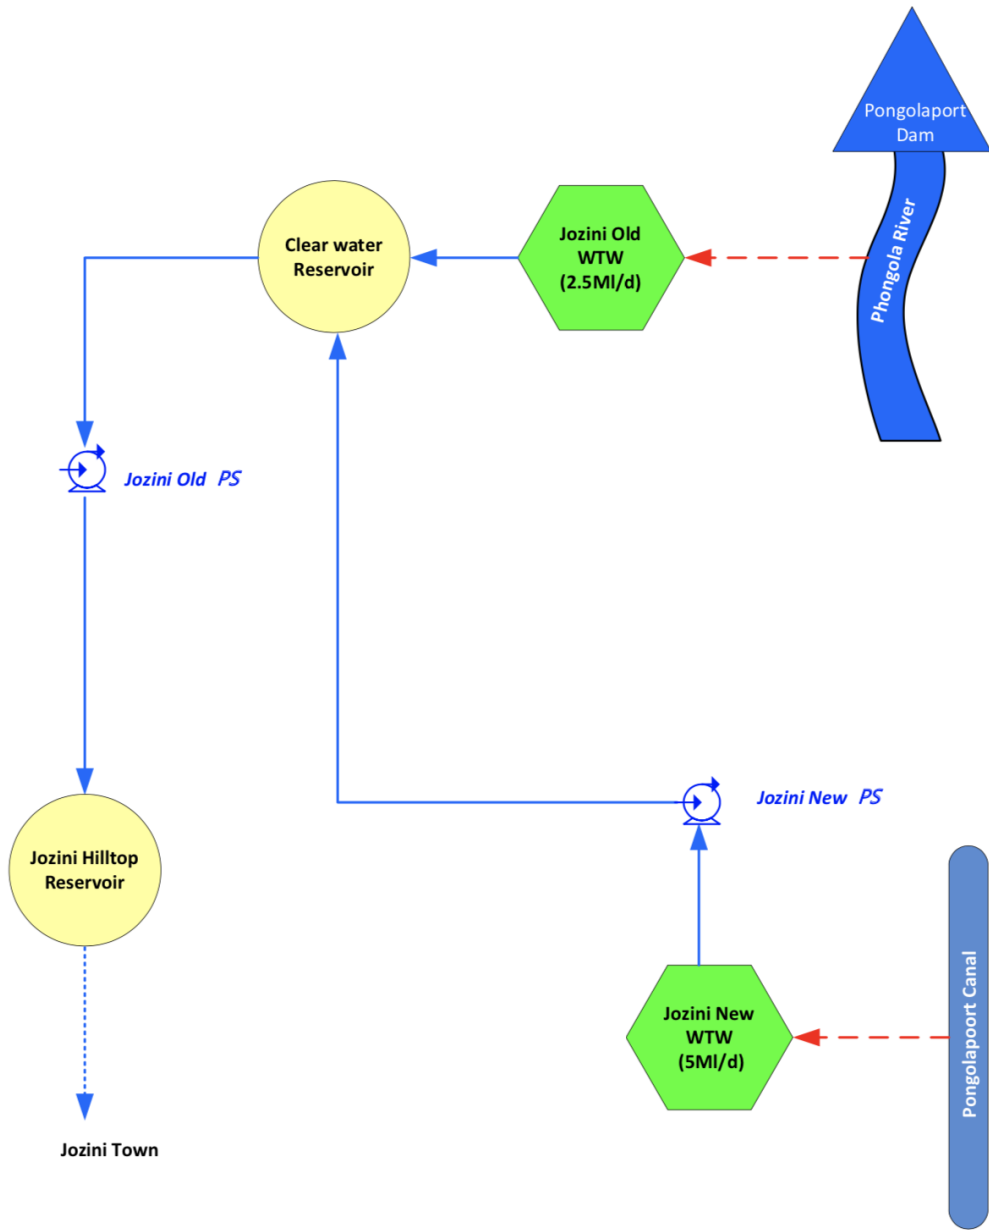 Pongolaport
Dam
Phongola River
Clear water
Reservoir
Jozini Old
WTW
(2.5Ml/d)
Jozini Old PS
Jozini New PS
Jozini Hilltop
Reservoir
Jozini New
WTW
(5Ml/d)
Pongolapoort Canal
Jozini Town